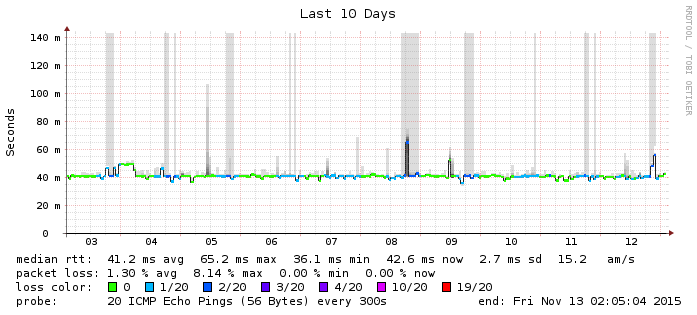 Last 10 Days
RRDTOOL / TOBI OETIKER
Seconds
140 m
120 m
100 m
80 m
60 m
40 m
20 m
0
03 04 05 06 07 08 09 10 11 12
median rtt: 41.2 ms avg 65.2 ms max 36.1 ms min 42.6 ms now 2.7 ms sd 15.2 am/s
packet loss: 1.30 % avg 8.14 % max 0.00 % min 0.00 % now
loss color: 0 1/20 2/20 3/20 4/20 10/20 19/20
probe: 20 ICMP Echo Pings (56 Bytes) every 300s end: Fri Nov 13 02:05:04 2015